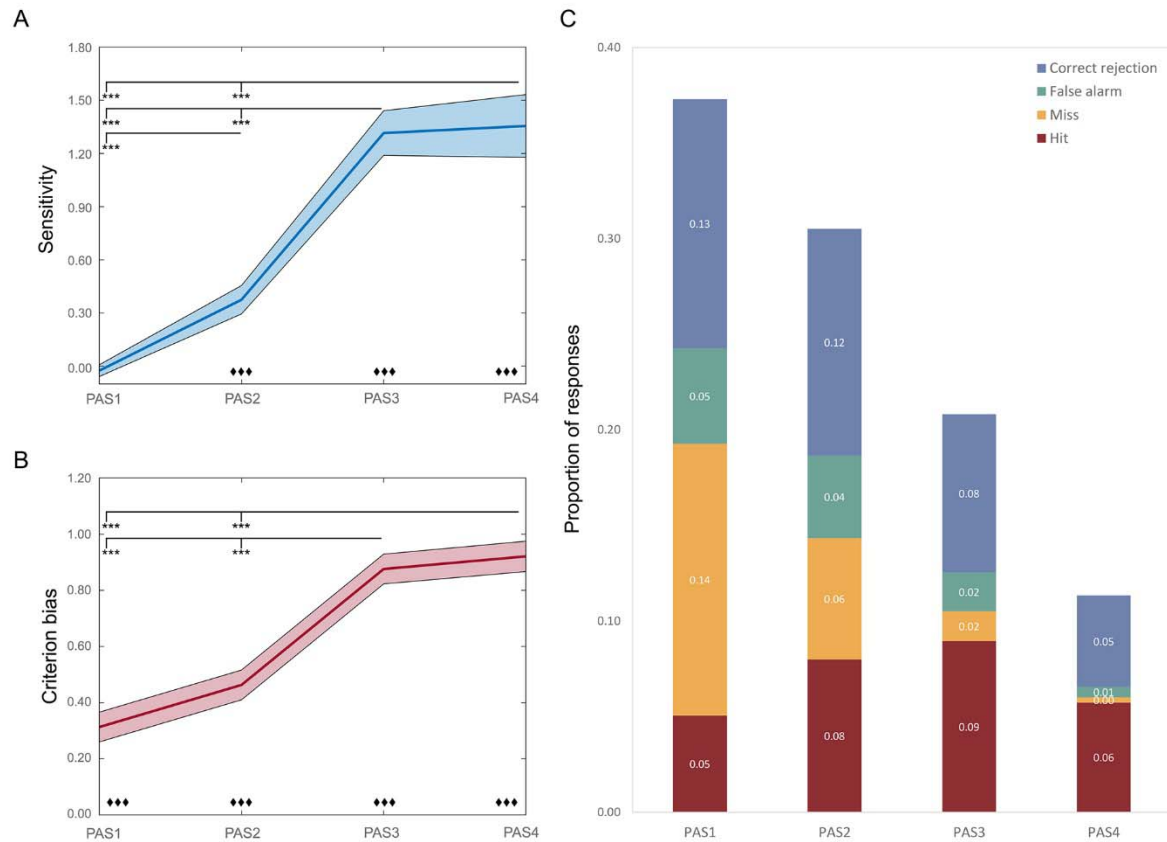 A
1.80
1.50
1.20
0.90
0.60
0.30
0.00
Sensitivity
***
***
***
***
***
♦♦♦
♦♦♦
♦♦♦
PAS1
PAS2
PAS3
PAS4
B
1.20
1.00
0.80
0.60
0.40
0.20
0.00
Criterion bias
***
***
***
***
♦♦♦
♦♦♦
♦♦♦
♦♦♦
PAS1
PAS2
PAS3
PAS4
C
0.40
0.30
0.20
0.10
0.00
Proportion of responses
Correct rejection
False alarm
Miss
Hit
0.13
0.05
0.14
0.05
0.12
0.04
0.06
0.08
0.08
0.02
0.02
0.09
0.05
0.01
0.00
0.06
PAS1
PAS2
PAS3
PAS4